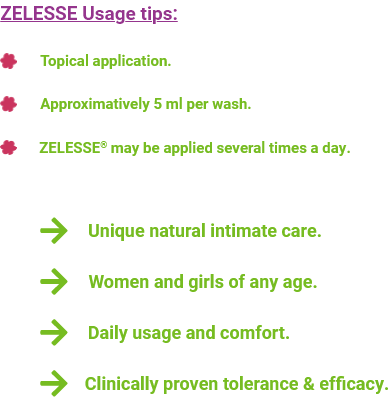 ZELESSE Usage tips:
Topical application.
Approximatively 5 ml per wash.
ZELESSE® may be applied several times a day.
Unique natural intimate care.
Women and girls of any age.
Daily usage and comfort.
Clinically proven tolerance & efficacy.